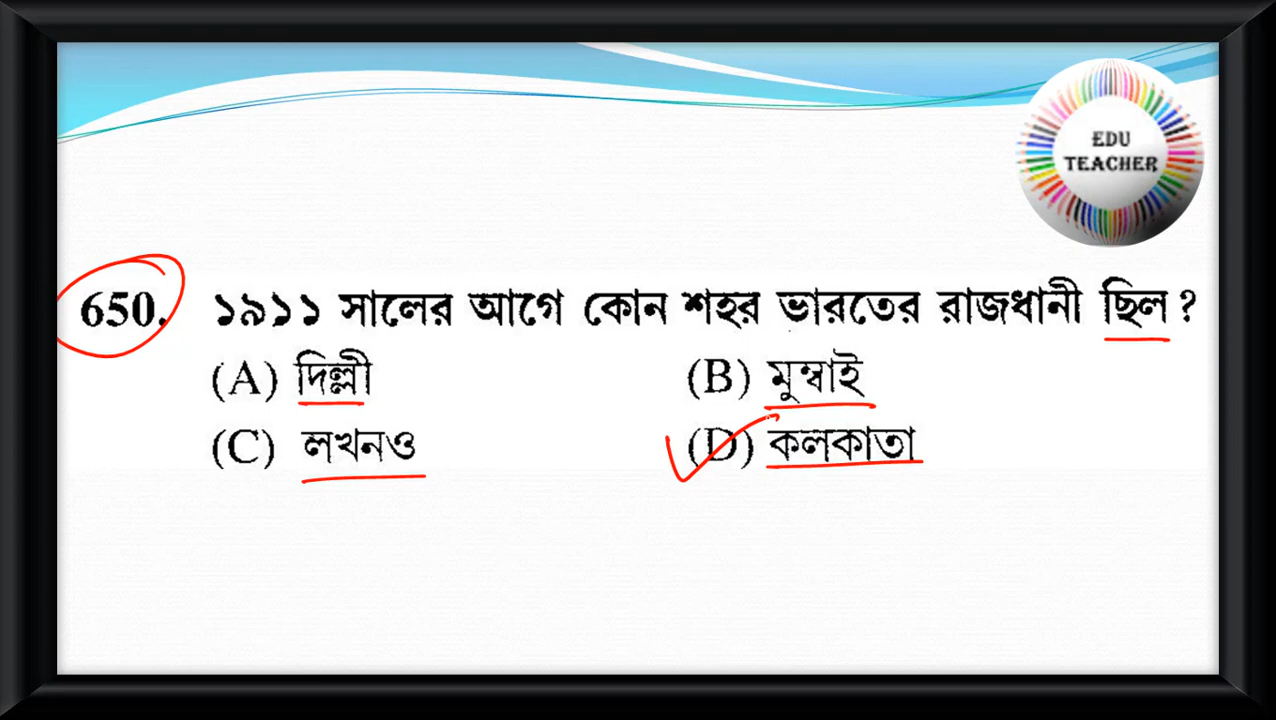 EDU
TEACHER
650. ১৯১১ সালের আগে কোন শহর ভারতের রাজধানী ছিল ?
(A) দিল্লী (B) মুম্বাই
(C) লখনও (D) কলকাতা